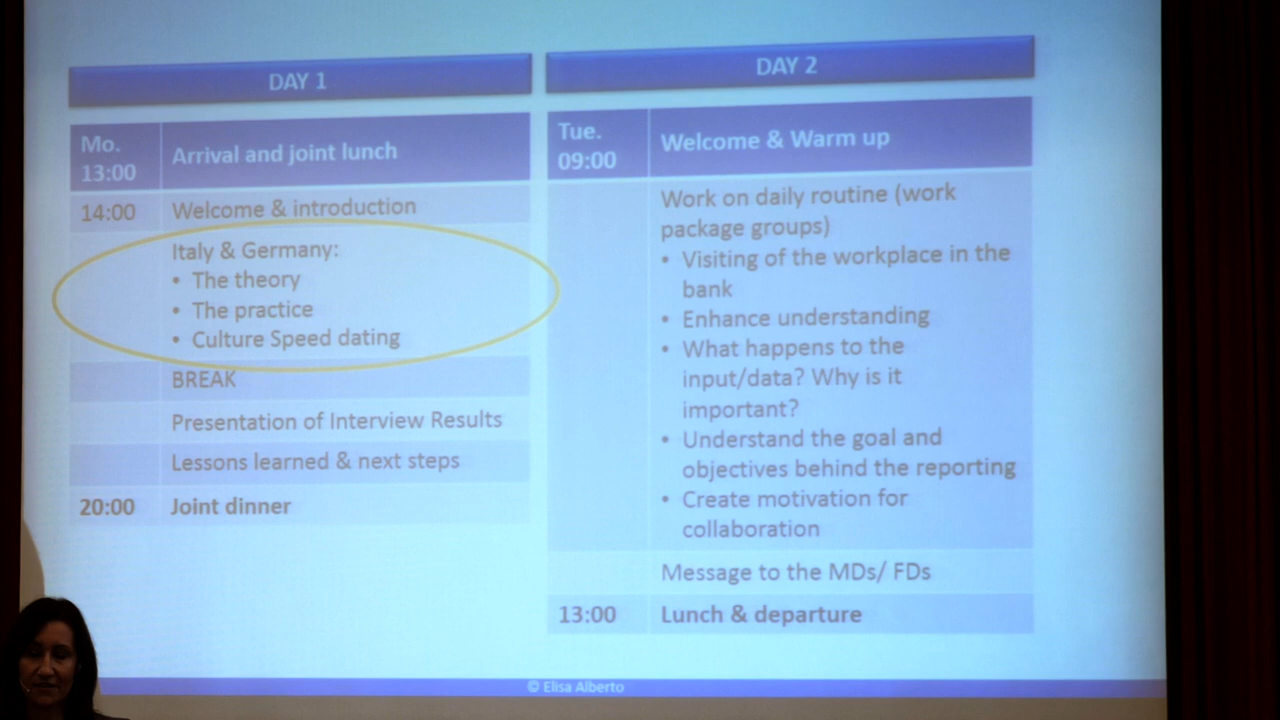 DAY 1
Mo.
13:00
Arrival and joint lunch
14:00
Welcome & introduction
Italy & Germany:
• The theory
• The practice
• Culture Speed dating
BREAK
Presentation of Interview Results
Lessons learned & next steps
20:00
Joint dinner
DAY 2
Tue.
09:00
Welcome & Warm up
Work on daily routine (work
package groups)
• Visiting of the workplace in the
bank
• Enhance understanding
• What happens to the
input/data? Why is it
important?
• Understand the goal and
objectives behind the reporting
• Create motivation for
collaboration
Message to the MDs/ FDs
13:00
Lunch & departure
© Elisa Alberto